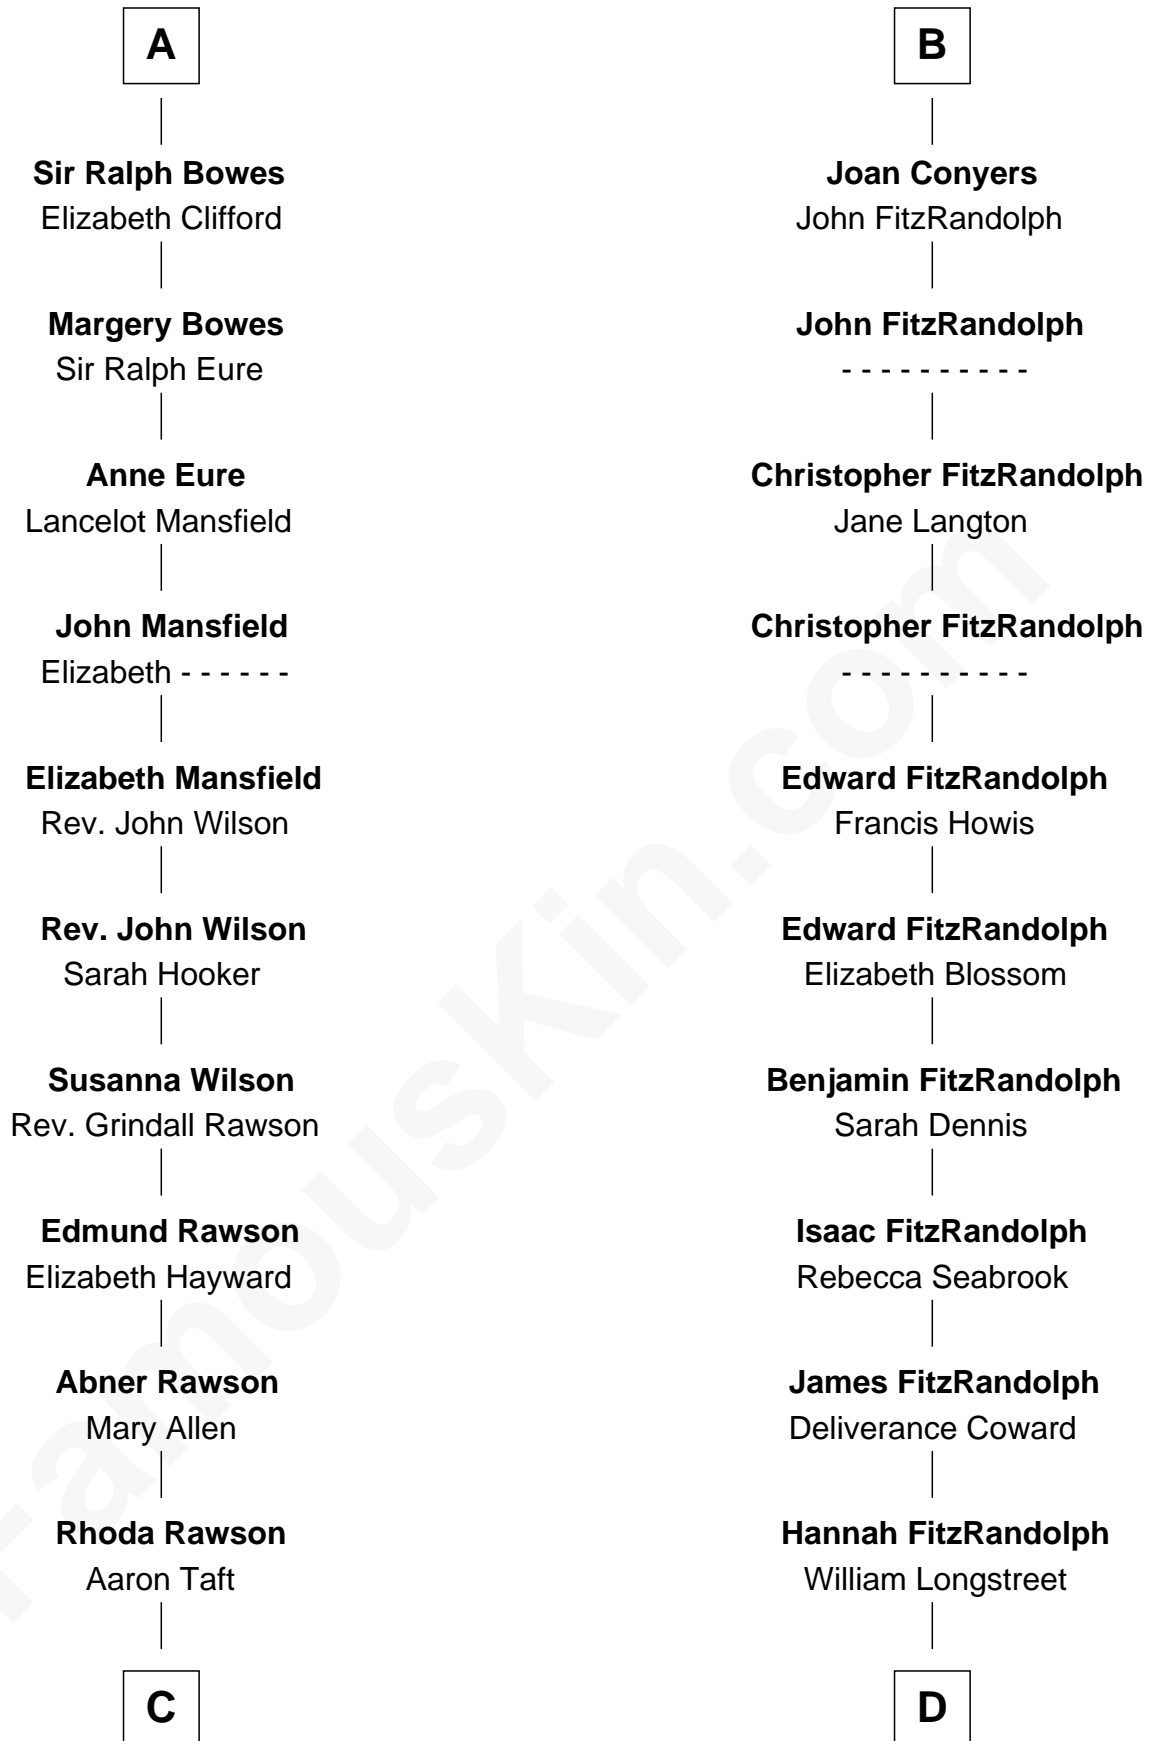 A
Sir Ralph Bowes
Elizabeth Clifford
Margery Bowes
Sir Ralph Eure
Anne Eure
Lancelot Mansfield
John Mansfield
Elizabeth - - - - - -
Elizabeth Mansfield
Rev. John Wilson
Rev. John Wilson
Sarah Hooker
Susanna Wilson
Rev. Grindall Rawson
Edmund Rawson
Elizabeth Hayward
Abner Rawson
Mary Allen
Rhoda Rawson
Aaron Taft
C
B
Joan Conyers
John FitzRandolph
John FitzRandolph
- - - - - - - - - -
Christopher FitzRandolph
Jane Langton
Christopher FitzRandolph
- - - - - - - - - -
Edward FitzRandolph
Francis Howis
Edward FitzRandolph
Elizabeth Blossom
Benjamin FitzRandolph
Sarah Dennis
Isaac FitzRandolph
Rebecca Seabrook
James FitzRandolph
Deliverance Coward
Hannah FitzRandolph
William Longstreet
D
FamousKin.com